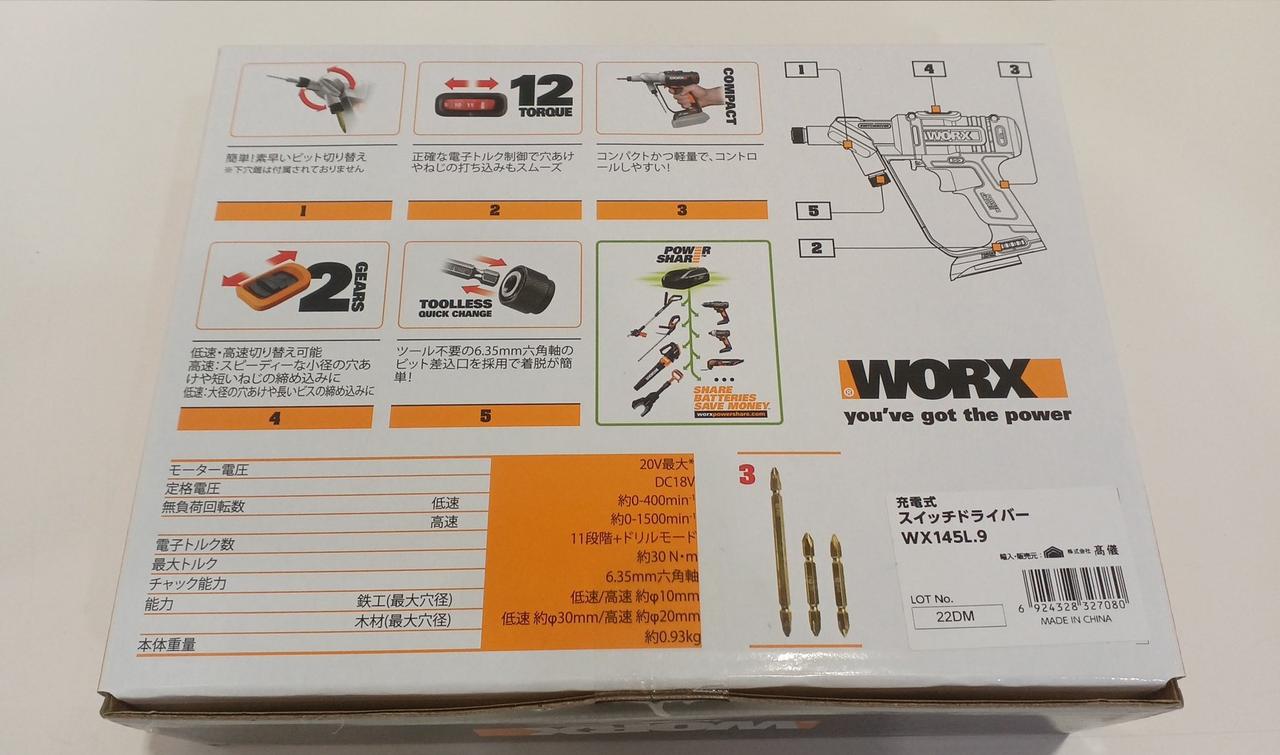 12
TORQUE
10 11
WORX
COMPACT
簡単！素早いビット切り替え
※下穴錐は付属されておりません
正確な電子トルク制御で穴あけ
やねじの打ち込みもスムーズ
コンパクトかつ軽量で、コントロ
ールしやすい！
1
2
3
1
4
3
5
2
WORX
2
GEARS
TOOLLESS
QUICK CHANGE
POWER
SHARE
SHARE
BATTERIES
SAVE MONEY.
worxpowershare.com
低速・高速切り替え可能
高速：スピーディーな小径の穴あ
けや短いねじの締め込みに
低速：大径の穴あけや長いビスの締め込みに
ツール不要の6.35mm六角軸の
ビット差込口を採用で着脱が簡
単！
4
5
WORX®
you've got the power
モーター電圧 20V最大*
定格電圧 DC18V
無負荷回転数 低速 約0-400min⁻¹
高速 約0-1500min⁻¹
電子トルク数 11段階+ドリルモード
最大トルク 約30 N・m
チャック能力 6.35mm六角軸
能力 鉄工(最大穴径) 低速/高速 約φ10mm
木材(最大穴径) 低速 約φ30mm/高速 約φ20mm
本体重量 約0.93kg
3
充電式
スイッチドライバー
WX145L.9
輸入・販売元： 株式会社 髙儀
LOT No.
22DM
6 924328 327080
MADE IN CHINA
WORX